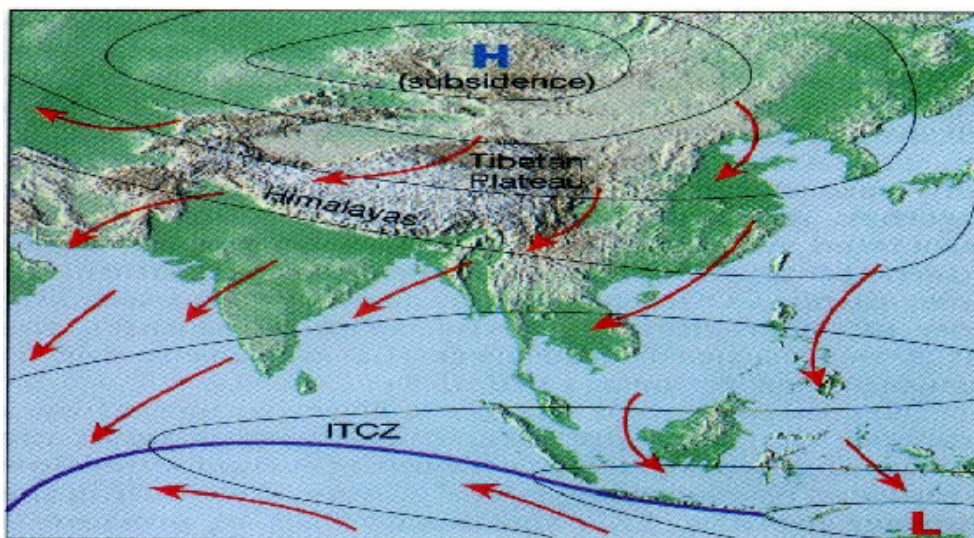 H
(subsidence)
Tibetan
Plateau
Himalayas
ITCZ
L